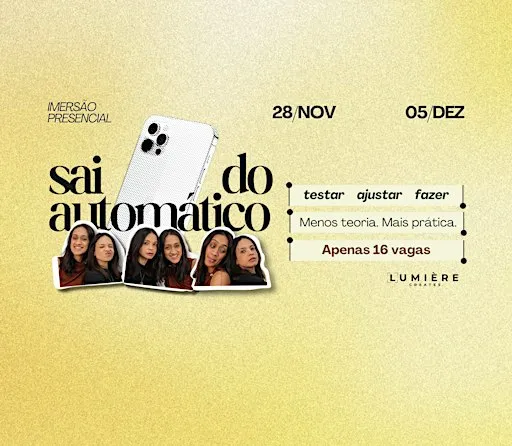 IMERSÃO
PRESENCIAL
28/NOV
05/DEZ
sai do
automático
testar ajustar fazer
Menos teoria. Mais prática.
Apenas 16 vagas
LUMIÈRE
CREATES